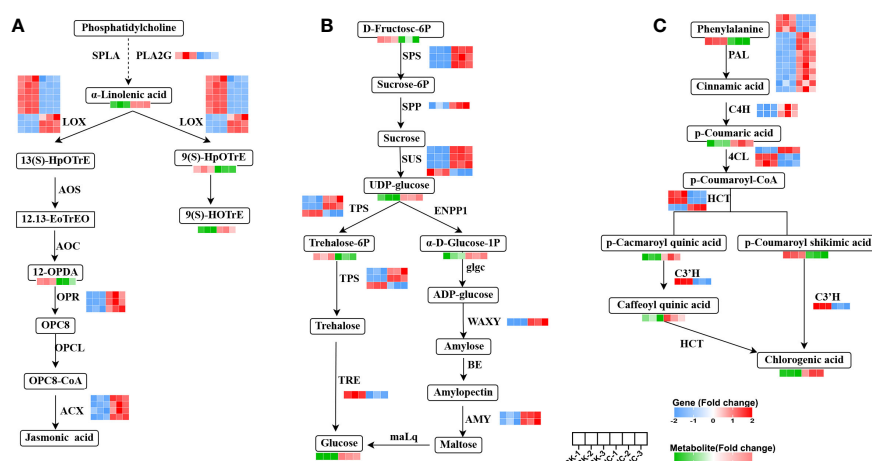 A
Phosphatidylcholine
SPLA PLA2G
α-Linolenic acid
LOX LOX
13(S)-HpOTrE 9(S)-HpOTrE
AOS
12.13-EoTrEO 9(S)-HOTrE
AOC
12-OPDA
OPR
OPC8
OPCL
OPC8-CoA
ACX
Jasmonic acid
B
D-Fructosc-6P
SPS
Sucrose-6P
SPP
Sucrose
SUS
UDP-glucose
TPS ENPP1
Trehalose-6P α-D-Glucose-1P
glgc
TPS
ADP-glucose
Trehalose
WAXY
Amylose
BE
TRE
Amylopectin
AMY
Glucose maLq Maltose
C
Phenylalanine
PAL
Cinnamic acid
C4H
p-Coumaric acid
4CL
p-Coumaroyl-CoA
HCT
p-Cacmaroyl quinic acid p-Coumaroyl shikimic acid
C3'H
Caffeoyl quinic acid
C3'H
HCT
Chlorogenic acid
Gene (Fold change)
-2 -1 0 1 2
Metabolite(Fold change)